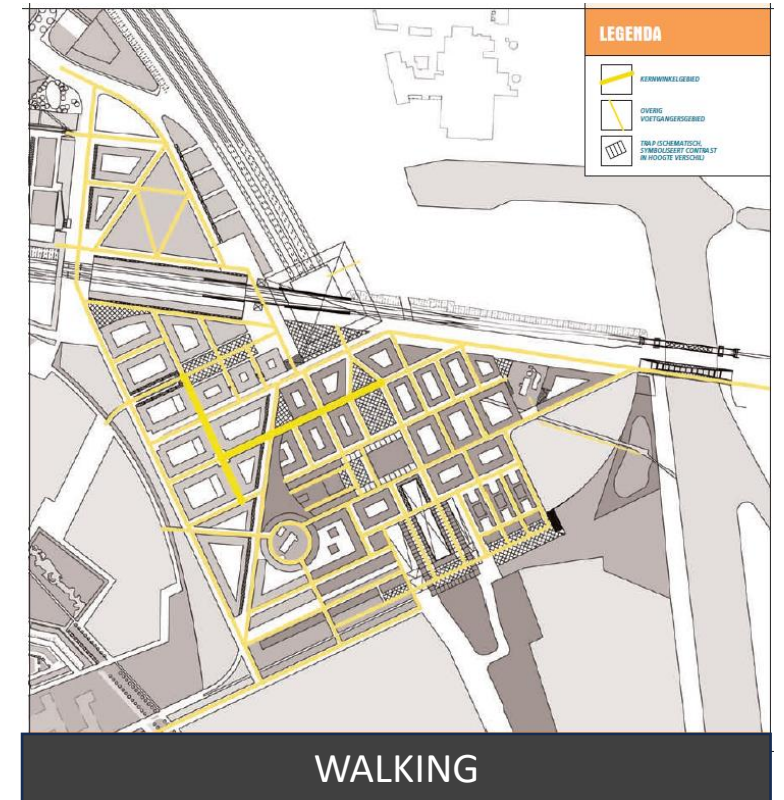 LEGENDA
KERNWINKELGEBIED
OVERIG
VOETGANGERSGEBIED
TRAP (SCHEMATISCH,
SYMBOLISEERT CONTRAST
IN HOOGTE VERSCHIL)
WALKING